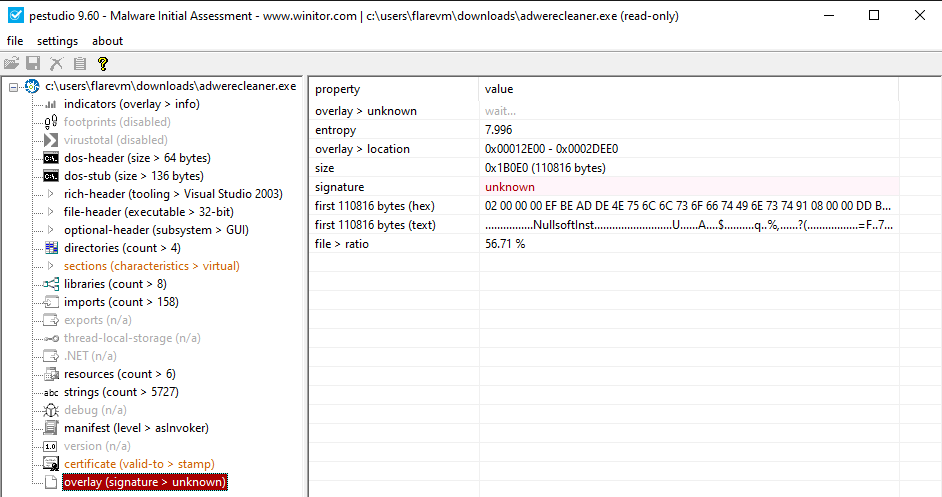 pestudio 9.60 - Malware Initial Assessment - www.winitor.com | c:\users\flarevm\downloads\adwerecleaner.exe (read-only)
file settings about
c:\users\flarevm\downloads\adwerecleaner.exe
indicators (overlay > info)
footprints (disabled)
virustotal (disabled)
dos-header (size > 64 bytes)
dos-stub (size > 136 bytes)
rich-header (tooling > Visual Studio 2003)
file-header (executable > 32-bit)
optional-header (subsystem > GUI)
directories (count > 4)
sections (characteristics > virtual)
libraries (count > 8)
imports (count > 158)
exports (n/a)
thread-local-storage (n/a)
.NET (n/a)
resources (count > 6)
abc strings (count > 5727)
debug (n/a)
manifest (level > asInvoker)
1.0 version (n/a)
certificate (valid-to > stamp)
overlay (signature > unknown)
property value
overlay > unknown wait...
entropy 7.996
overlay > location 0x00012E00 - 0x0002DEE0
size 0x1B0E0 (110816 bytes)
signature unknown
first 110816 bytes (hex) 02 00 00 00 EF BE AD DE 4E 75 6C 6C 73 6F 66 74 49 6E 73 74 91 08 00 00 DD B...
first 110816 bytes (text) ................NullsoftInst..........................U......A....$..........q..%,......?(.................=F..7...
file > ratio 56.71 %